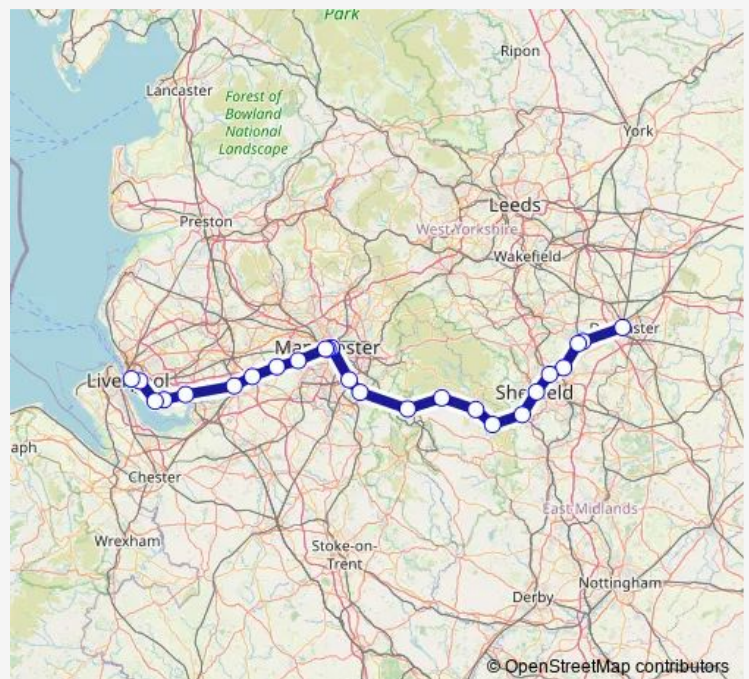 Park
Ripon
Lancaster
Forest of
Bowland
National
Landscape
York
Leeds
Preston
West Yorkshire
Wakefield
Manchester
Sheffield
aph
Chester
East Midlands
Wrexham
Stoke-on-
Trent
Nottingham
Derby
© OpenStreetMap contributors